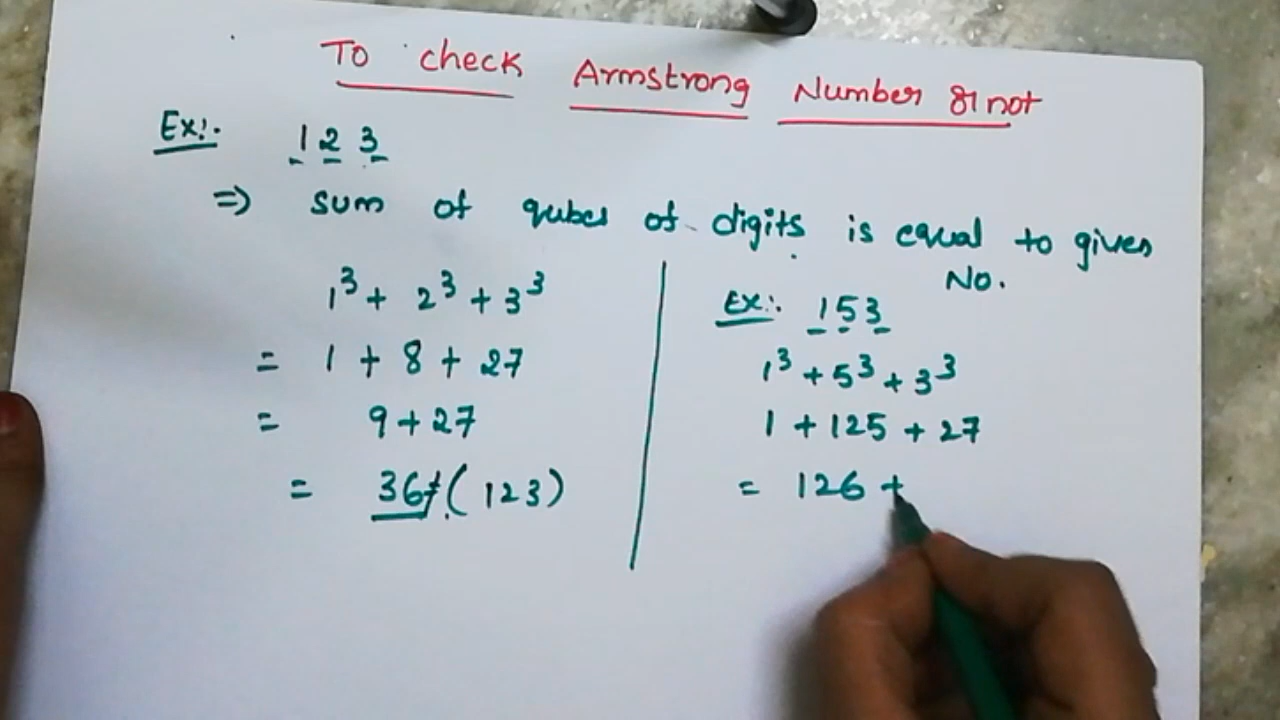 To check Armstrong Number or not
Ex:. 123
=> sum of qubes of digits is equal to given No.
1³ + 2³ + 3³
= 1 + 8 + 27
= 9 + 27
= 36 ≠ (123)
Ex:. 153
1³ + 5³ + 3³
1 + 125 + 27
= 126 +